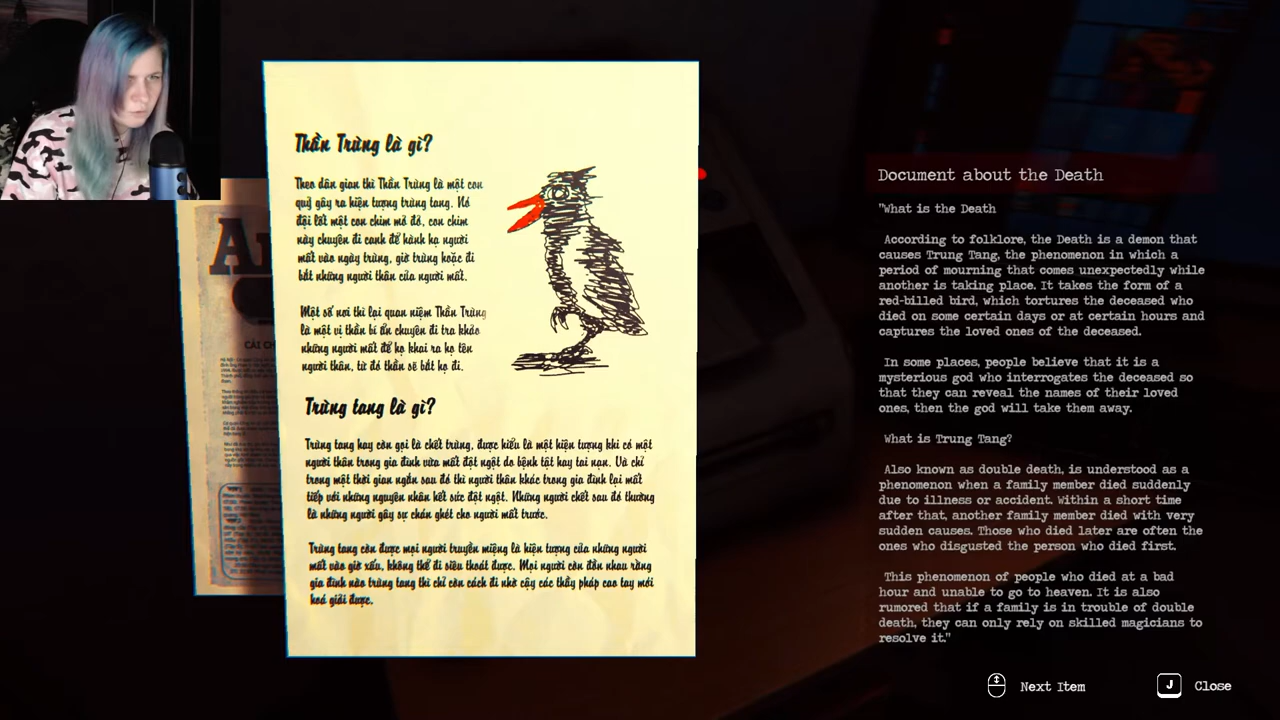 Thần Trừng là gì?
Theo dân gian thì Thần Trừng là một con
quỷ gây ra hiện tượng trừng tang. Nó
đội lốt một con chim mỏ đỏ, con chim
này chuyên đi canh để hành hạ người
mất vào ngày trừng, giờ trừng hoặc đi
bắt những người thân của người mất.
Một số nơi thì lại quan niệm Thần Trừng
là một vị thần bí ẩn chuyên đi tra khảo
những người mất để họ khai ra họ tên
người thân, từ đó thần sẽ bắt họ đi.
Trừng tang là gì?
Trừng tang hay còn gọi là chết trừng, được hiểu là một hiện tượng khi có một
người thân trong gia đình vừa mất đột ngột do bệnh tật hay tai nạn. Và chỉ
trong một thời gian ngắn sau đó thì người thân khác trong gia đình lại mất
tiếp với những nguyên nhân hết sức đột ngột. Những người chết sau đó thường
là những người gây sự chán ghét cho người mất trước.
Trừng tang còn được mọi người truyền miệng là hiện tượng của những người
mất vào giờ xấu, không thể đi siêu thoát được. Mọi người còn đồn nhau rằng
gia đình nào trừng tang thì chỉ còn cách đi nhờ cậy các thầy pháp cao tay mới
hoá giải được.
Document about the Death
"What is the Death
According to folklore, the Death is a demon that
causes Trung Tang, the phenomenon in which a
period of mourning that comes unexpectedly while
another is taking place. It takes the form of a
red-billed bird, which tortures the deceased who
died on some certain days or at certain hours and
captures the loved ones of the deceased.
In some places, people believe that it is a
mysterious god who interrogates the deceased so
that they can reveal the names of their loved
ones, then the god will take them away.
What is Trung Tang?
Also known as double death, is understood as a
phenomenon when a family member died suddenly
due to illness or accident. Within a short time
after that, another family member died with very
sudden causes. Those who died later are often the
ones who disgusted the person who died first.
This phenomenon of people who died at a bad
hour and unable to go to heaven. It is also
rumored that if a family is in trouble of double
death, they can only rely on skilled magicians to
resolve it."
Next Item
J Close